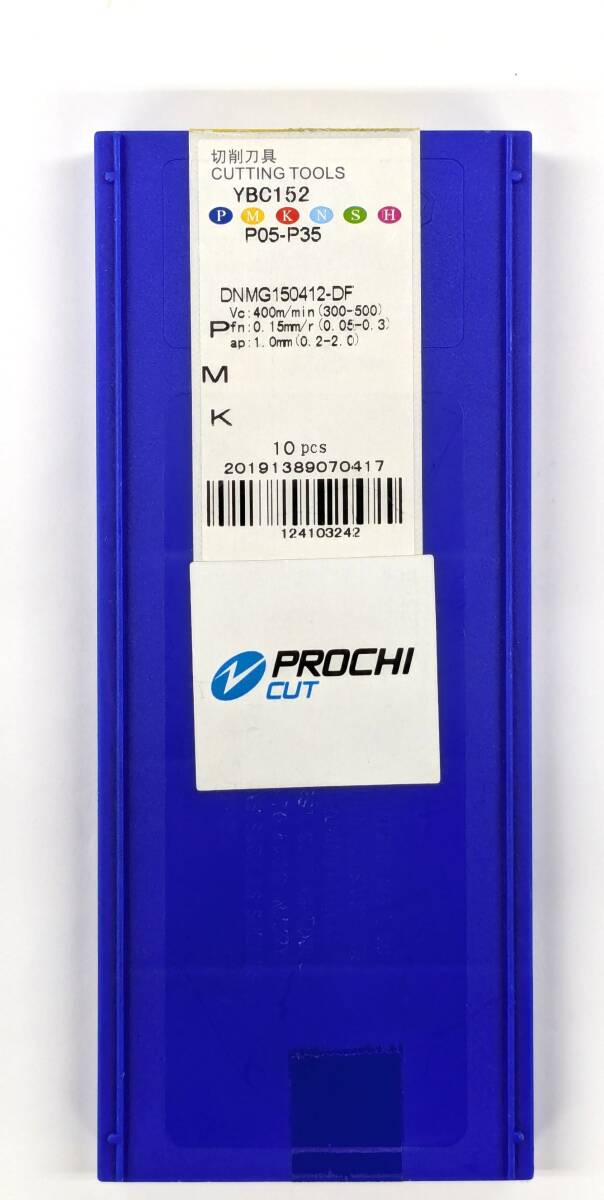 切削刀具
CUTTING TOOLS
YBC152
P M K N S H
P05-P35
DNMG150412-DF
Vc:400m/min(300-500)
P fn:0.15mm/r(0.05-0.3)
ap:1.0mm(0.2-2.0)
M
K
10 pcs
20191389070417
124103242
PROCHI
CUT